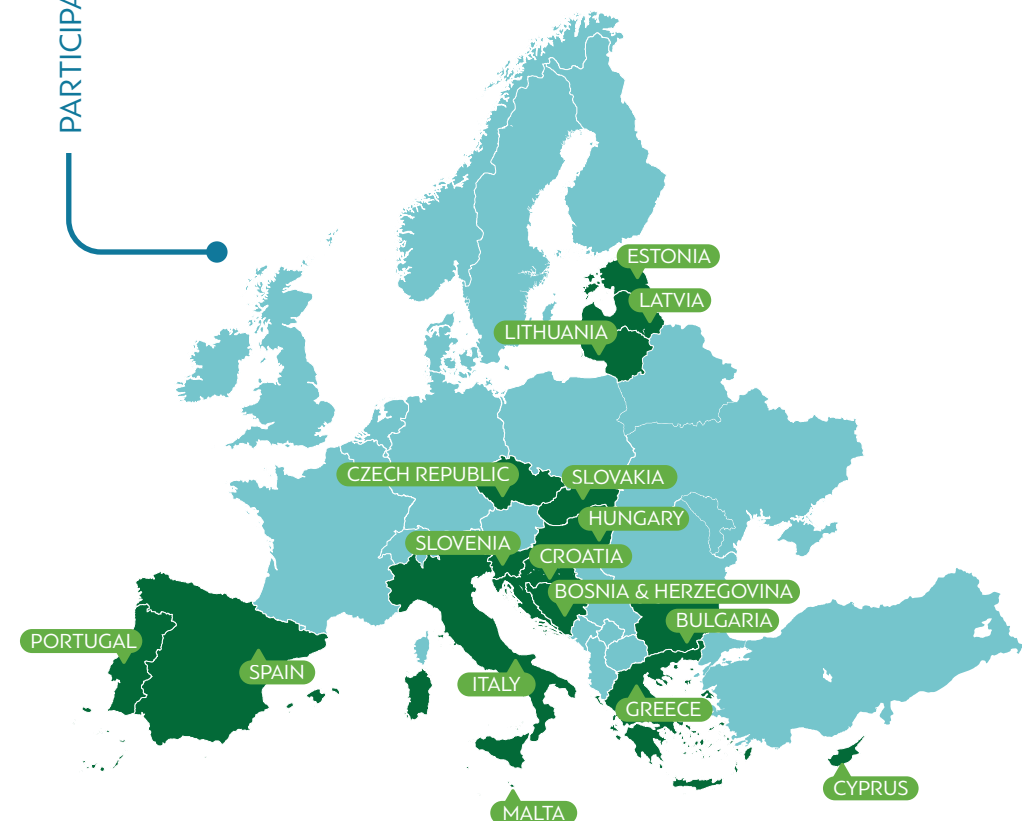 PARTICIPA
ESTONIA
LATVIA
LITHUANIA
CZECH REPUBLIC
SLOVAKIA
HUNGARY
SLOVENIA
CROATIA
BOSNIA & HERZEGOVINA
BULGARIA
PORTUGAL
SPAIN
ITALY
GREECE
CYPRUS
MALTA